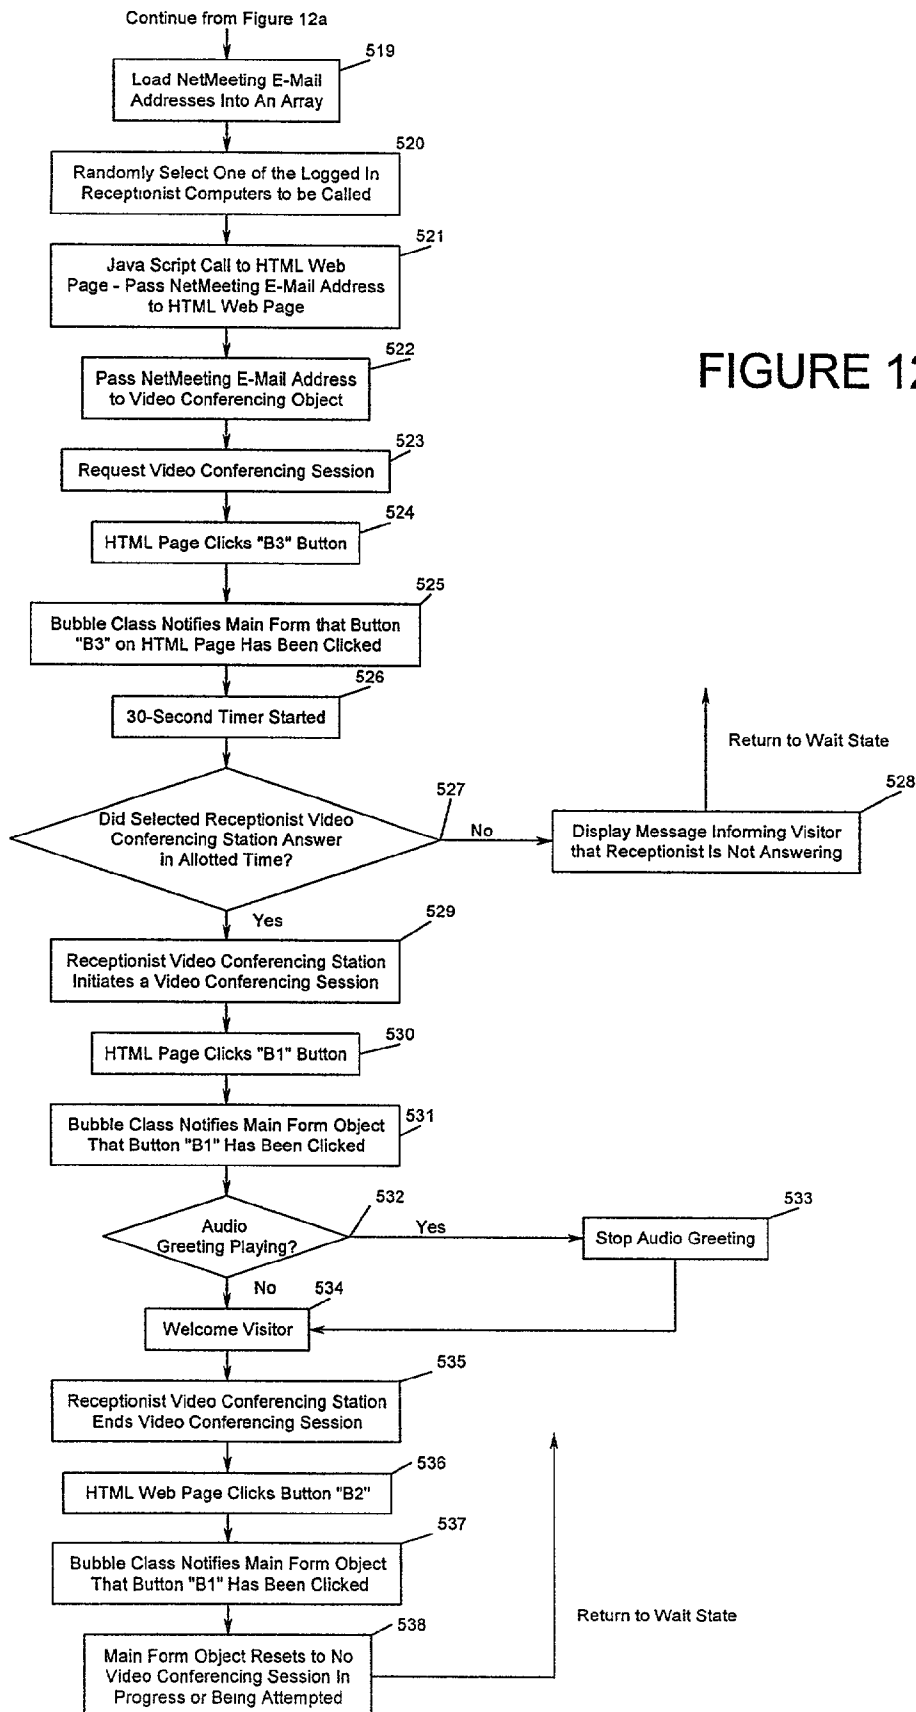 Continue from Figure 12a
519
Load NetMeeting E-Mail
Addresses Into An Array
520
Randomly Select One of the Logged In
Receptionist Computers to be Called
521
Java Script Call to HTML Web
Page - Pass NetMeeting E-Mail Address
to HTML Web Page
522
Pass NetMeeting E-Mail Address
to Video Conferencing Object
FIGURE 12
523
Request Video Conferencing Session
524
HTML Page Clicks "B3" Button
525
Bubble Class Notifies Main Form that Button
"B3" on HTML Page Has Been Clicked
526
30-Second Timer Started
Return to Wait State
527
Did Selected Receptionist Video
Conferencing Station Answer
in Allotted Time?
No
528
Display Message Informing Visitor
that Receptionist Is Not Answering
Yes
529
Receptionist Video Conferencing Station
Initiates a Video Conferencing Session
530
HTML Page Clicks "B1" Button
531
Bubble Class Notifies Main Form Object
That Button "B1" Has Been Clicked
532
Audio
Greeting Playing?
Yes
533
Stop Audio Greeting
No
534
Welcome Visitor
535
Receptionist Video Conferencing Station
Ends Video Conferencing Session
536
HTML Web Page Clicks Button "B2"
537
Bubble Class Notifies Main Form Object
That Button "B1" Has Been Clicked
Return to Wait State
538
Main Form Object Resets to No
Video Conferencing Session In
Progress or Being Attempted